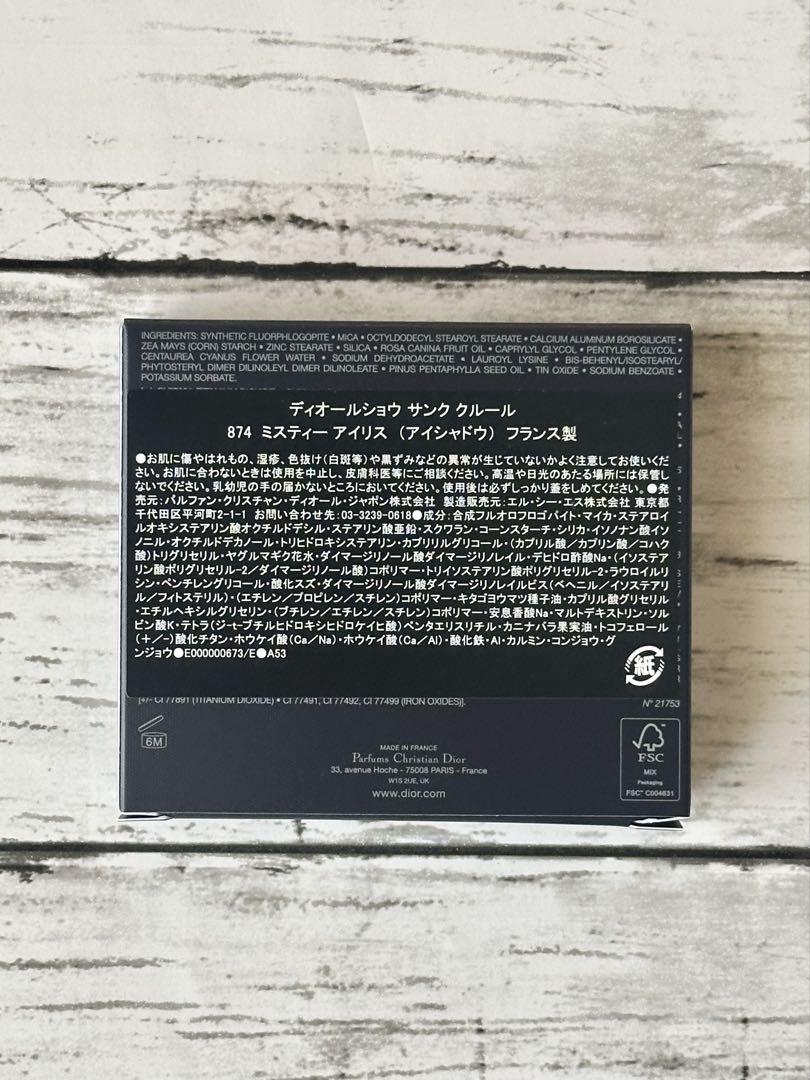 INGREDIENTS: SYNTHETIC FLUORPHLOGOPITE • MICA • OCTYLDODECYL STEAROYL STEARATE • CALCIUM ALUMINUM BOROSILICATE •
ZEA MAYS (CORN) STARCH • ZINC STEARATE • SILICA • ROSA CANINA FRUIT OIL • CAPRYLYL GLYCOL • PENTYLENE GLYCOL •
CENTAUREA CYANUS FLOWER WATER • SODIUM DEHYDROACETATE • LAUROYL LYSINE • BIS-BEHENYL/ISOSTEARYL/
PHYTOSTERYL DIMER DILINOLEYL DIMER DILINOLEATE • PINUS PENTAPHYLLA SEED OIL • TIN OXIDE • SODIUM BENZOATE •
POTASSIUM SORBATE.
ディオールショウ サンク クルール
874 ミスティー アイリス (アイシャドウ) フランス製
●お肌に傷やはれもの、湿疹、色抜け(白斑等)や黒ずみなどの異常が生じていないかよく注意してお使いくだ
さい。お肌に合わないときは使用を中止し、皮膚科医等にご相談ください。高温や日光のあたる場所には保管し
ないでください。乳幼児の手の届かないところにおいてください。使用後は必ずしっかり蓋をしめてください。●発
売元:パルファン・クリスチャン・ディオール・ジャポン株式会社 製造販売元:エル・シー・エス株式会社 東京都
千代田区平河町2-1-1 お問い合わせ先:03-3239-0618●成分:合成フルオロフロゴパイト・マイカ・ステアロイ
ルオキシステアリン酸オクチルドデシル・ステアリン酸亜鉛・スクワラン・コーンスターチ・シリカ・イソノナン酸イソ
ノニル・オクチルドデカノール・トリヒドロキシステアリン・カプリリルグリコール・(カプリル酸/カプリン酸/コハク
酸)トリグリセリル・ヤグルマギク花水・ダイマージリノール酸ダイマージリノレイル・デヒドロ酢酸Na・(イソステア
リン酸ポリグリセリル-2/ダイマージリノール酸)コポリマー・トリイソステアリン酸ポリグリセリル-2・ラウロイルリ
シン・ペンチレングリコール・酸化スズ・ダイマージリノール酸ダイマージリノレイルビス(ベヘニル/イソステアリ
ル/フィトステリル)・(エチレン/プロピレン/スチレン)コポリマー・キタゴヨウマツ種子油・カプリル酸グリセリル
・エチルヘキシルグリセリン・(ブチレン/エチレン/スチレン)コポリマー・安息香酸Na・マルトデキストリン・ソル
ビン酸K・テトラ(ジ-t-ブチルヒドロキシヒドロケイヒ酸)ペンタエリスリチル・カニナバラ果実油・トコフェロール・
(+/-)酸化チタン・ホウケイ酸(Ca/Na)・ホウケイ酸(Ca/Al)・酸化鉄・Al・カルミン・コンジョウ・グ
ンジョウ●E000000673/E●A53
紙
[+/- CI 77891 (TITANIUM DIOXIDE) • CI 77491, CI 77492, CI 77499 (IRON OXIDES)].
N° 21753
6M
MADE IN FRANCE
Parfums Christian Dior
33, avenue Hoche - 75008 PARIS - France
W1S 2UE, UK
www.dior.com
FSC
MIX
Packaging
FSC™ C004631